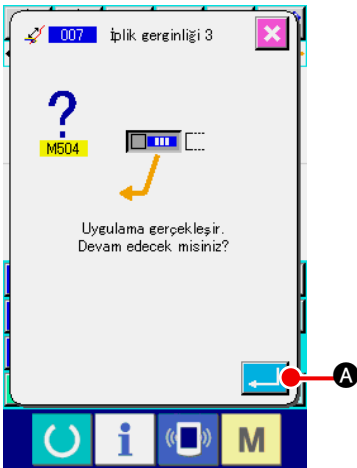 007 İplik gerginliği 3
?
M504
Uygulama gerçekleşir.
Devam edecek misiniz?
A
i
M